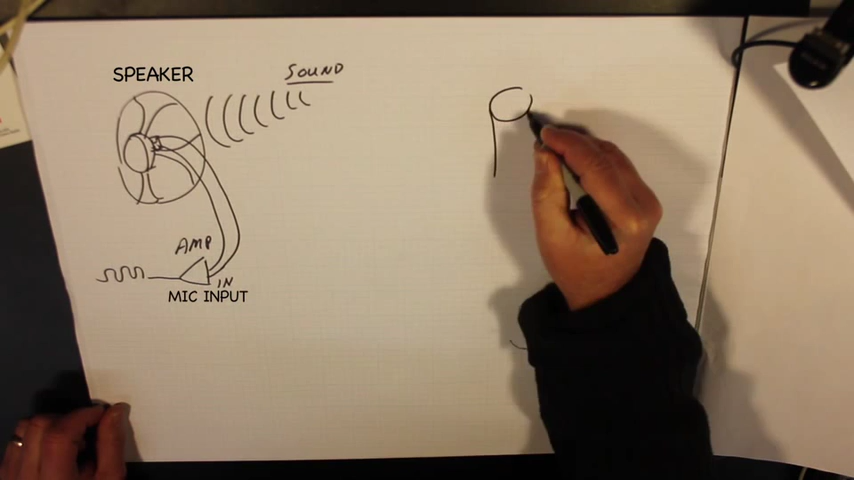 SPEAKER
SOUND
AMP
IN
MIC INPUT